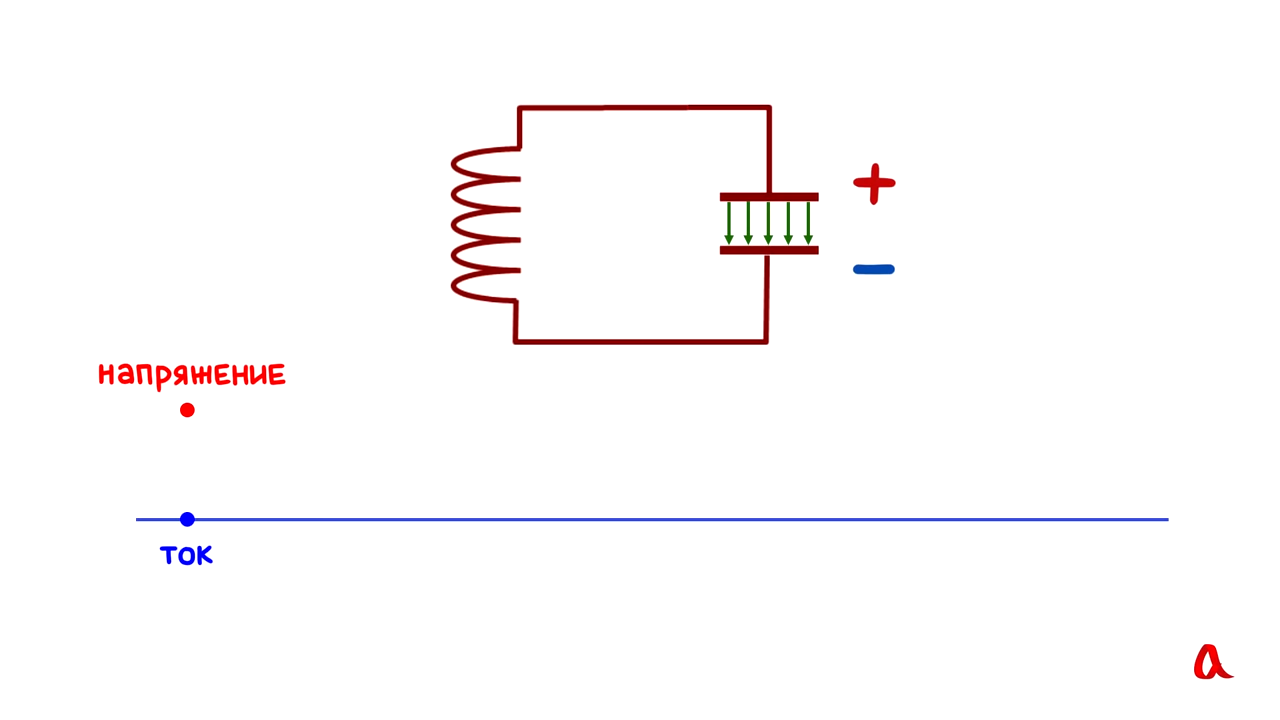 +
−
напряжение
ток
a